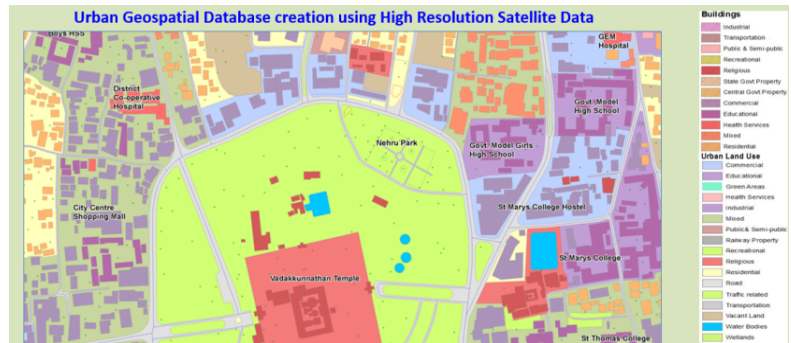 Urban Geospatial Database creation using High Resolution Satellite Data
Boys HSS
GEM
Hospital
District
Co-operative
Hospital
Govt. Model
High School
Nehru Park
Govt. Model Girls
High School
City Centre
Shopping Mall
St Marys College Hostel
St Marys College
Vadakkunnathan Temple
St Thomas College
Buildings
Industrial
Transportation
Public & Semi-public
Recreational
Religious
State Govt Property
Central Govt Property
Commercial
Educational
Health Services
Mixed
Residential
Urban Land Use
Commercial
Educational
Green Areas
Health Services
Industrial
Mixed
Public& Semi-public
Railway Property
Recreational
Religious
Residential
Road
Traffic related
Transportation
Vacant Land
Water Bodies
Wetlands